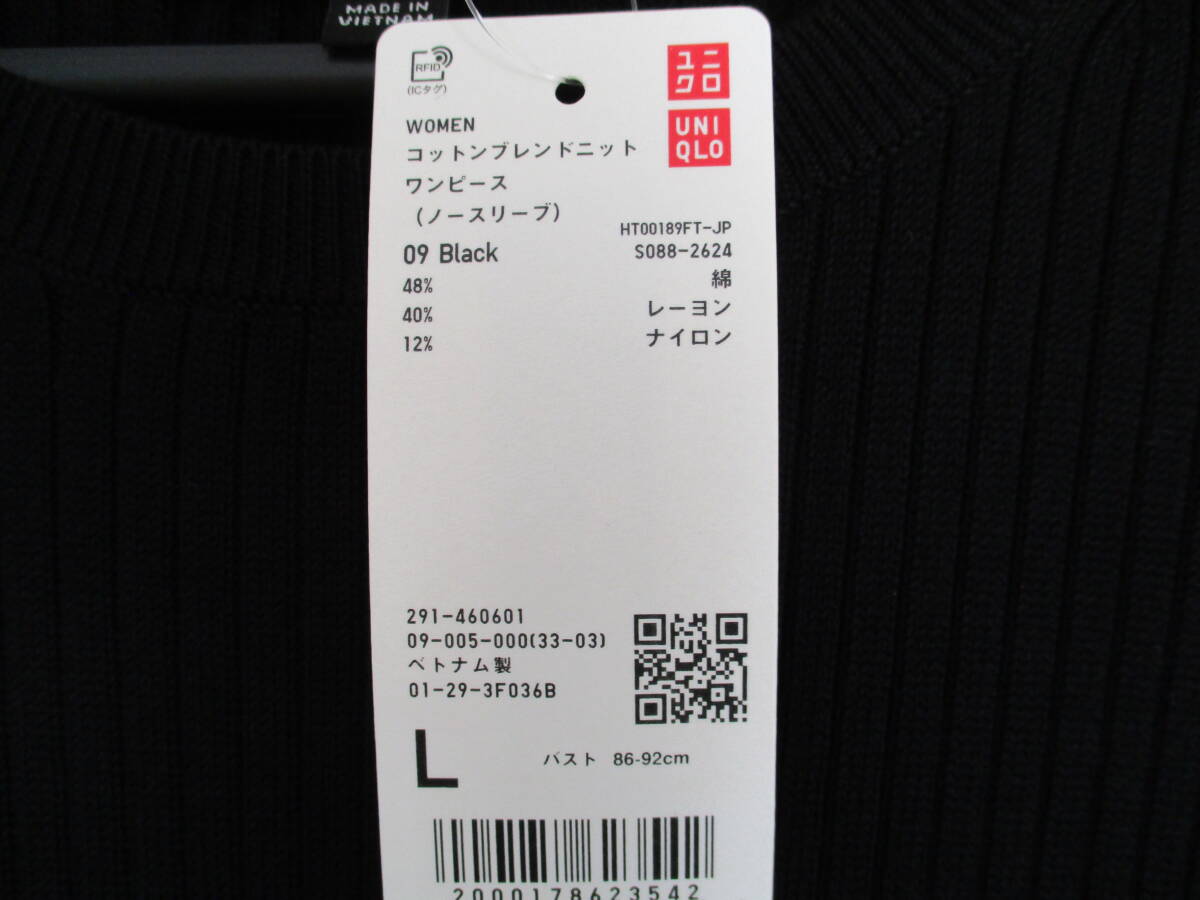 MADE IN
VIETNAM
RFID
(ICタグ)
ユニ
クロ
UNI
QLO
WOMEN
コットンブレンドニット
ワンピース
(ノースリーブ)
HT00189FT-JP
09 Black S088-2624
48% 綿
40% レーヨン
12% ナイロン
291-460601
09-005-000(33-03)
ベトナム製
01-29-3F036B
L バスト 86-92cm
2000178623542